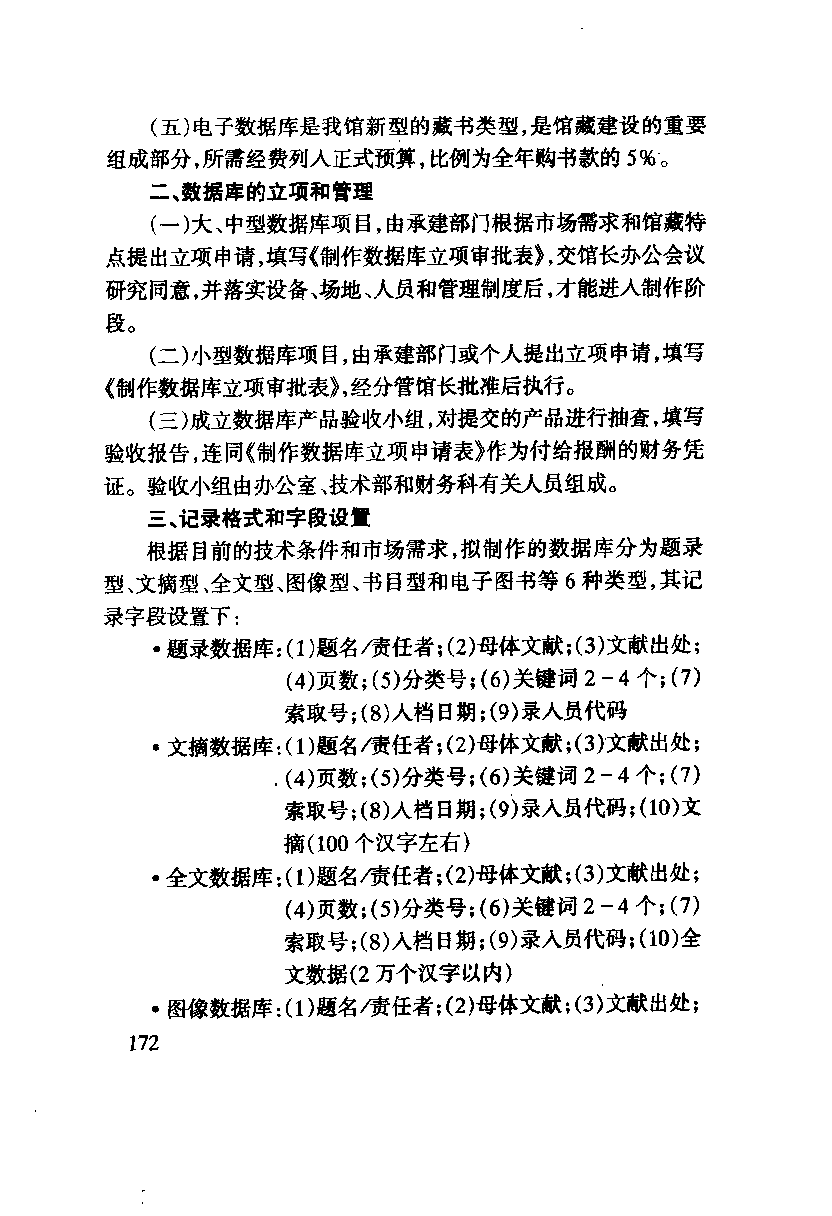 (五)电子数据库是我馆新型的藏书类型,是馆藏建设的重要
组成部分,所需经费列入正式预算,比例为全年购书款的 5%。
二、数据库的立项和管理
(一)大、中型数据库项目,由承建部门根据市场需求和馆藏特
点提出立项申请,填写《制作数据库立项审批表》,交馆长办公会议
研究同意,并落实设备、场地、人员和管理制度后,才能进入制作阶
段。
(二)小型数据库项目,由承建部门或个人提出立项申请,填写
《制作数据库立项审批表》,经分管馆长批准后执行。
(三)成立数据库产品验收小组,对提交的产品进行抽查,填写
验收报告,连同《制作数据库立项申请表》作为付给报酬的财务凭
证。验收小组由办公室、技术部和财务科有关人员组成。
三、记录格式和字段设置
根据目前的技术条件和市场需求,拟制作的数据库分为题录
型、文摘型、全文型、图像型、书目型和电子图书等 6 种类型,其记
录字段设置下:
•题录数据库:(1)题名/责任者;(2)母体文献;(3)文献出处;
(4)页数;(5)分类号;(6)关键词 2-4 个;(7)
索取号;(8)入档日期;(9)录入员代码
•文摘数据库:(1)题名/责任者;(2)母体文献;(3)文献出处;
(4)页数;(5)分类号;(6)关键词 2-4 个;(7)
索取号;(8)入档日期;(9)录入员代码;(10)文
摘(100 个汉字左右)
•全文数据库:(1)题名/责任者;(2)母体文献;(3)文献出处;
(4)页数;(5)分类号;(6)关键词 2-4 个;(7)
索取号;(8)入档日期;(9)录入员代码;(10)全
文数据(2 万个汉字以内)
•图像数据库:(1)题名/责任者;(2)母体文献;(3)文献出处;
172